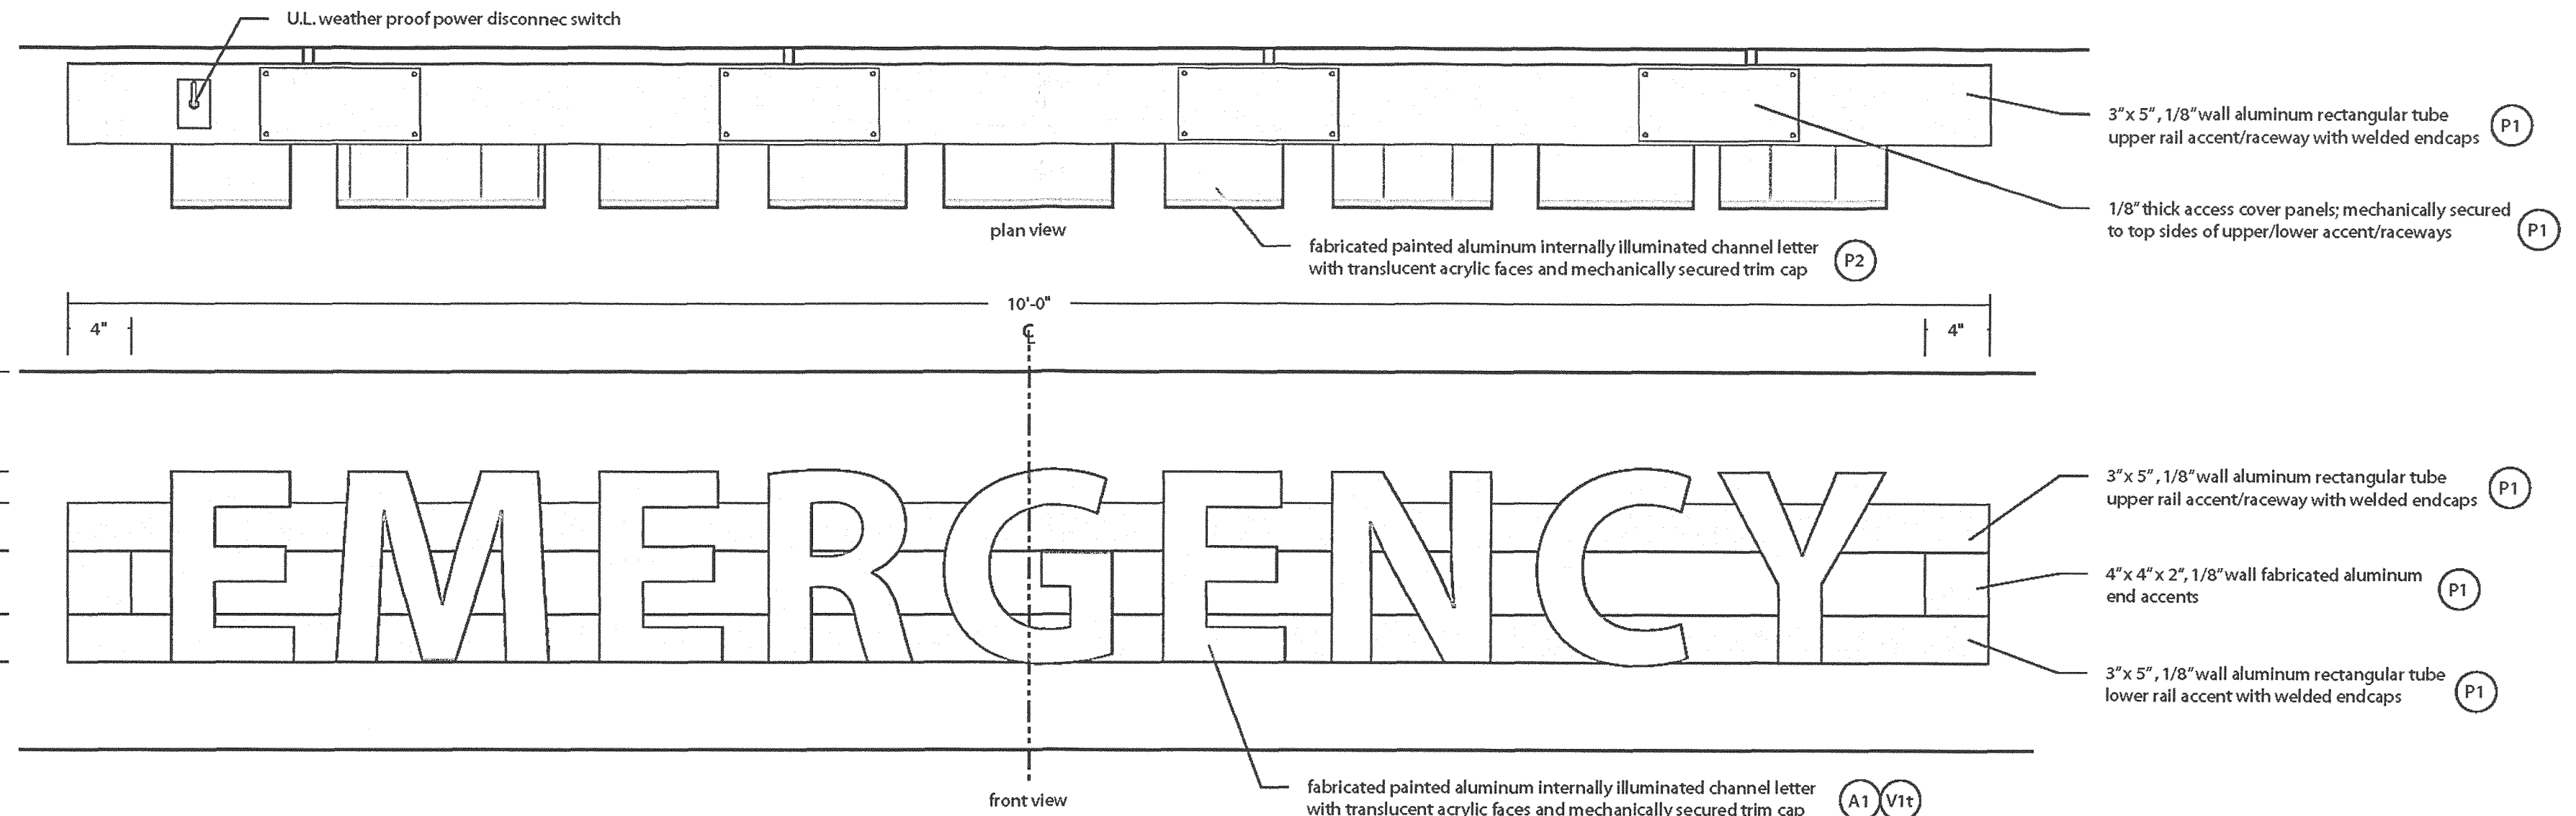 U.L. weather proof power disconnec switch
3"x 5", 1/8" wall aluminum rectangular tube
upper rail accent/raceway with welded endcaps
P1
1/8" thick access cover panels; mechanically secured
to top sides of upper/lower accent/raceways
P1
plan view
fabricated painted aluminum internally illuminated channel letter
with translucent acrylic faces and mechanically secured trim cap
P2
10'-0"
4"
℄
4"
EMERGENCY
3"x 5", 1/8" wall aluminum rectangular tube
upper rail accent/raceway with welded endcaps
P1
4"x 4"x 2", 1/8" wall fabricated aluminum
end accents
P1
3"x 5", 1/8" wall aluminum rectangular tube
lower rail accent with welded endcaps
P1
front view
fabricated painted aluminum internally illuminated channel letter
with translucent acrylic faces and mechanically secured trim cap
A1 V1t